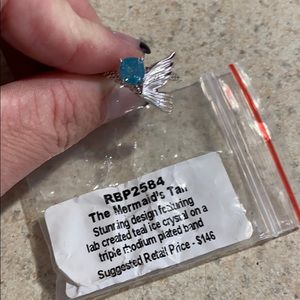 RBP2584
The Mermaid's Tail
Stunning design featuring
lab created teal ice crystal on a
triple rhodium plated band
Suggested Retail Price - $146